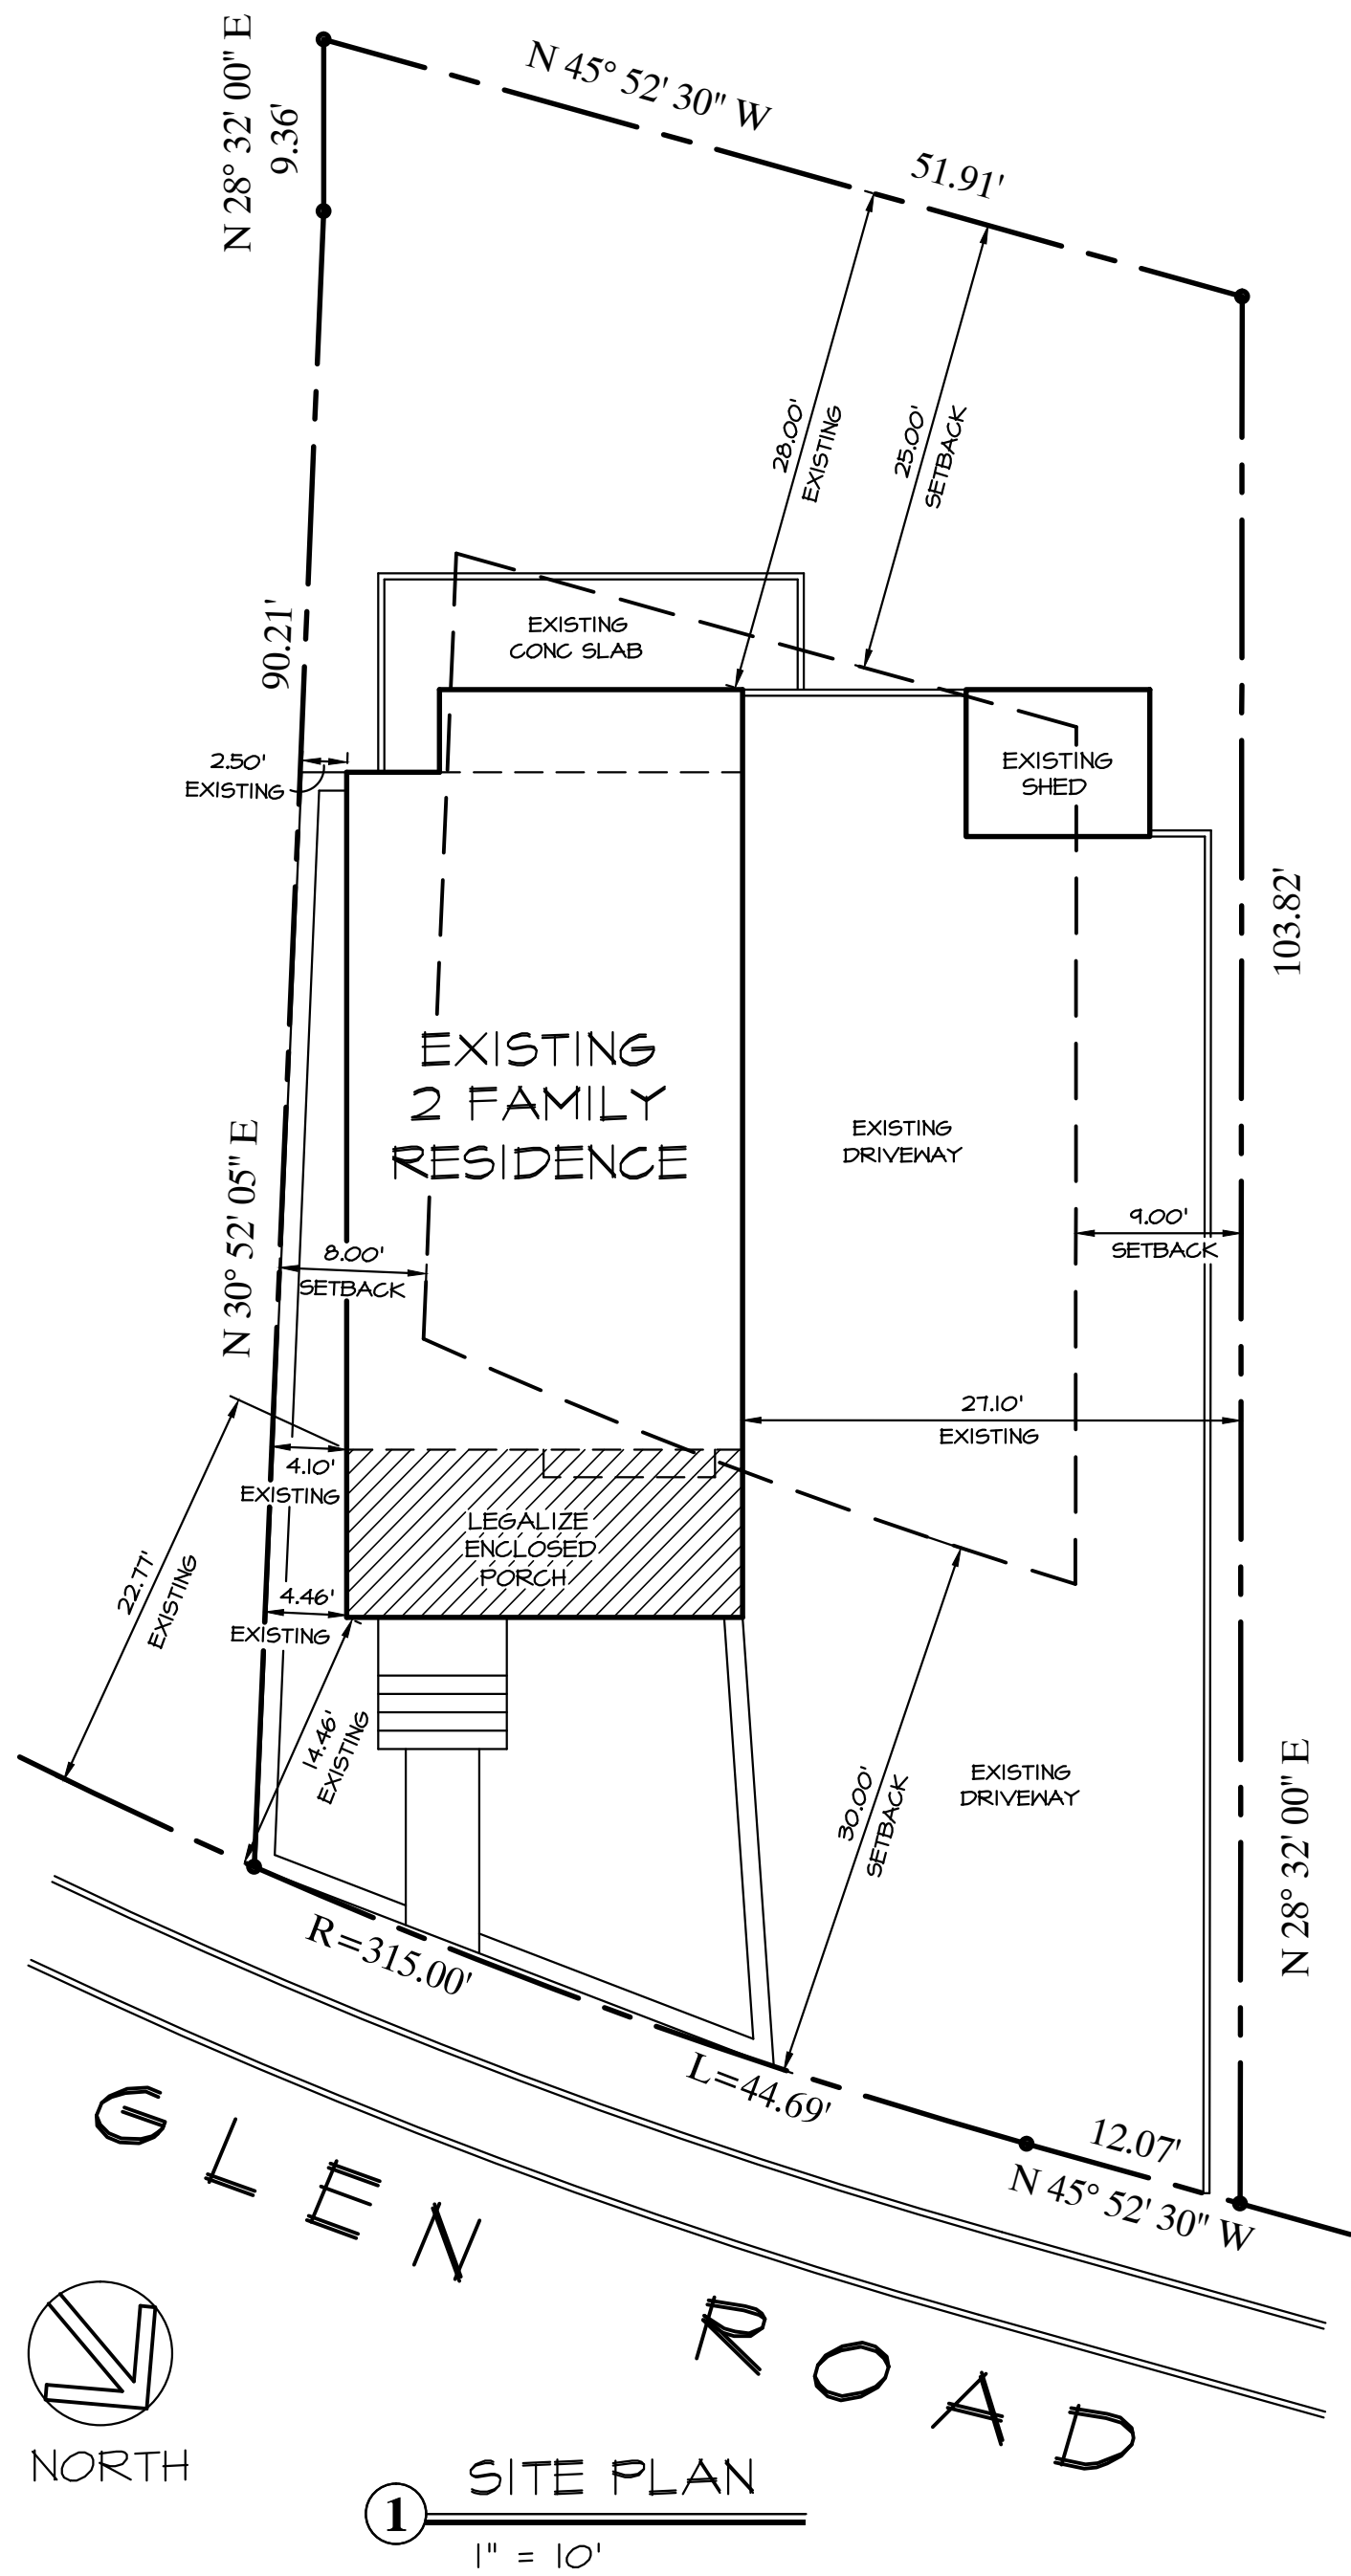 N 28° 32' 00" E
9.36'
N 45° 52' 30" W
51.91'
28.00'
EXISTING
25.00'
SETBACK
90.21'
EXISTING
CONC SLAB
2.50'
EXISTING
EXISTING
SHED
103.82'
EXISTING
2 FAMILY
RESIDENCE
EXISTING
DRIVEWAY
N 30° 52' 05" E
9.00'
SETBACK
8.00'
SETBACK
27.10'
EXISTING
4.10'
EXISTING
LEGALIZE
ENCLOSED
PORCH
22.77'
EXISTING
4.46'
EXISTING
14.46'
EXISTING
30.00'
SETBACK
EXISTING
DRIVEWAY
N 28° 32' 00" E
R=315.00'
L=44.69'
12.07'
N 45° 52' 30" W
GLEN ROAD
NORTH
1
SITE PLAN
1" = 10'